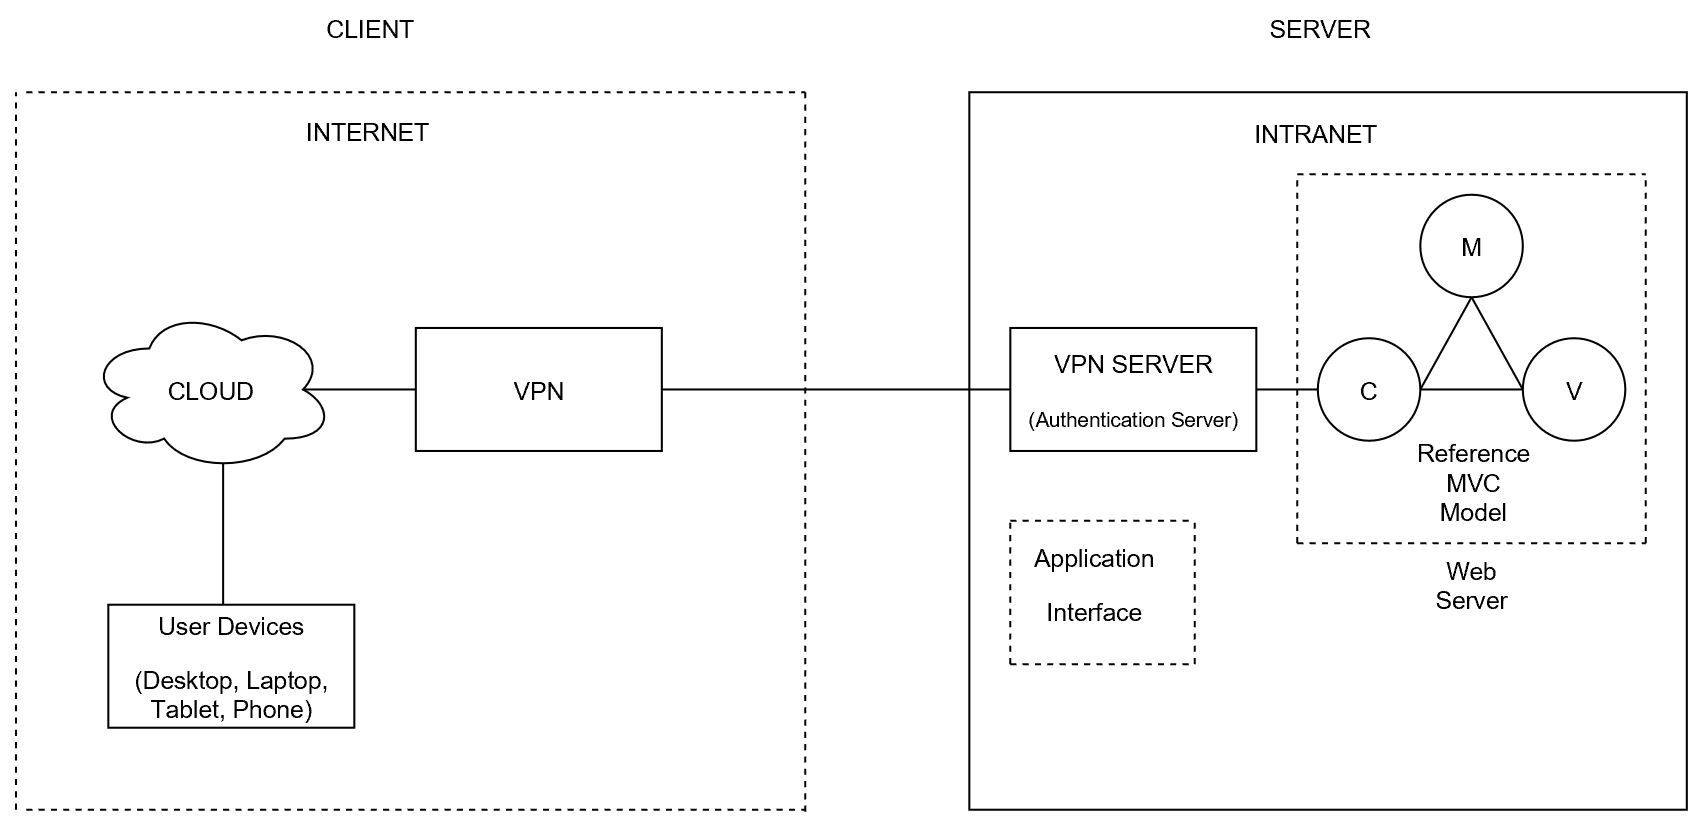 CLIENT
SERVER
INTERNET
INTRANET
CLOUD
VPN
User Devices
(Desktop, Laptop,
Tablet, Phone)
VPN SERVER
(Authentication Server)
M
C
V
Reference
MVC
Model
Web
Server
Application
Interface